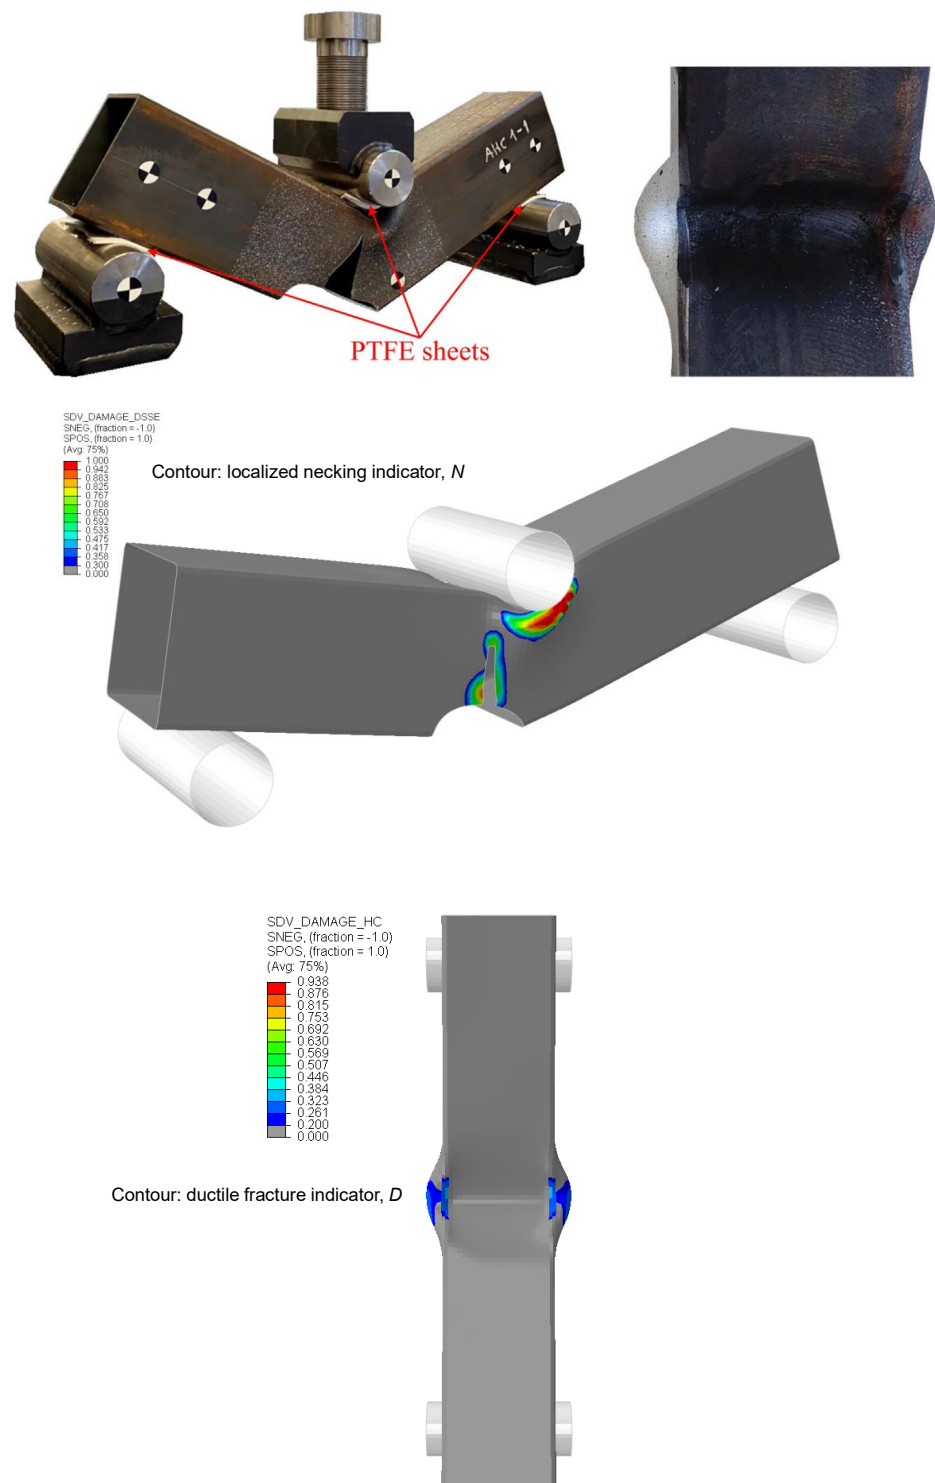 AHC 1-1
PTFE sheets
SDV_DAMAGE_DSSE
SNEG, (fraction = -1.0)
SPOS, (fraction = 1.0)
(Avg: 75%)
1.000
0.942
0.883
0.825
0.767
0.708
0.650
0.592
0.533
0.475
0.417
0.358
0.300
0.000
Contour: localized necking indicator, N
SDV_DAMAGE_HC
SNEG, (fraction = -1.0)
SPOS, (fraction = 1.0)
(Avg: 75%)
0.938
0.876
0.815
0.753
0.692
0.630
0.569
0.507
0.446
0.384
0.323
0.261
0.200
0.000
Contour: ductile fracture indicator, D